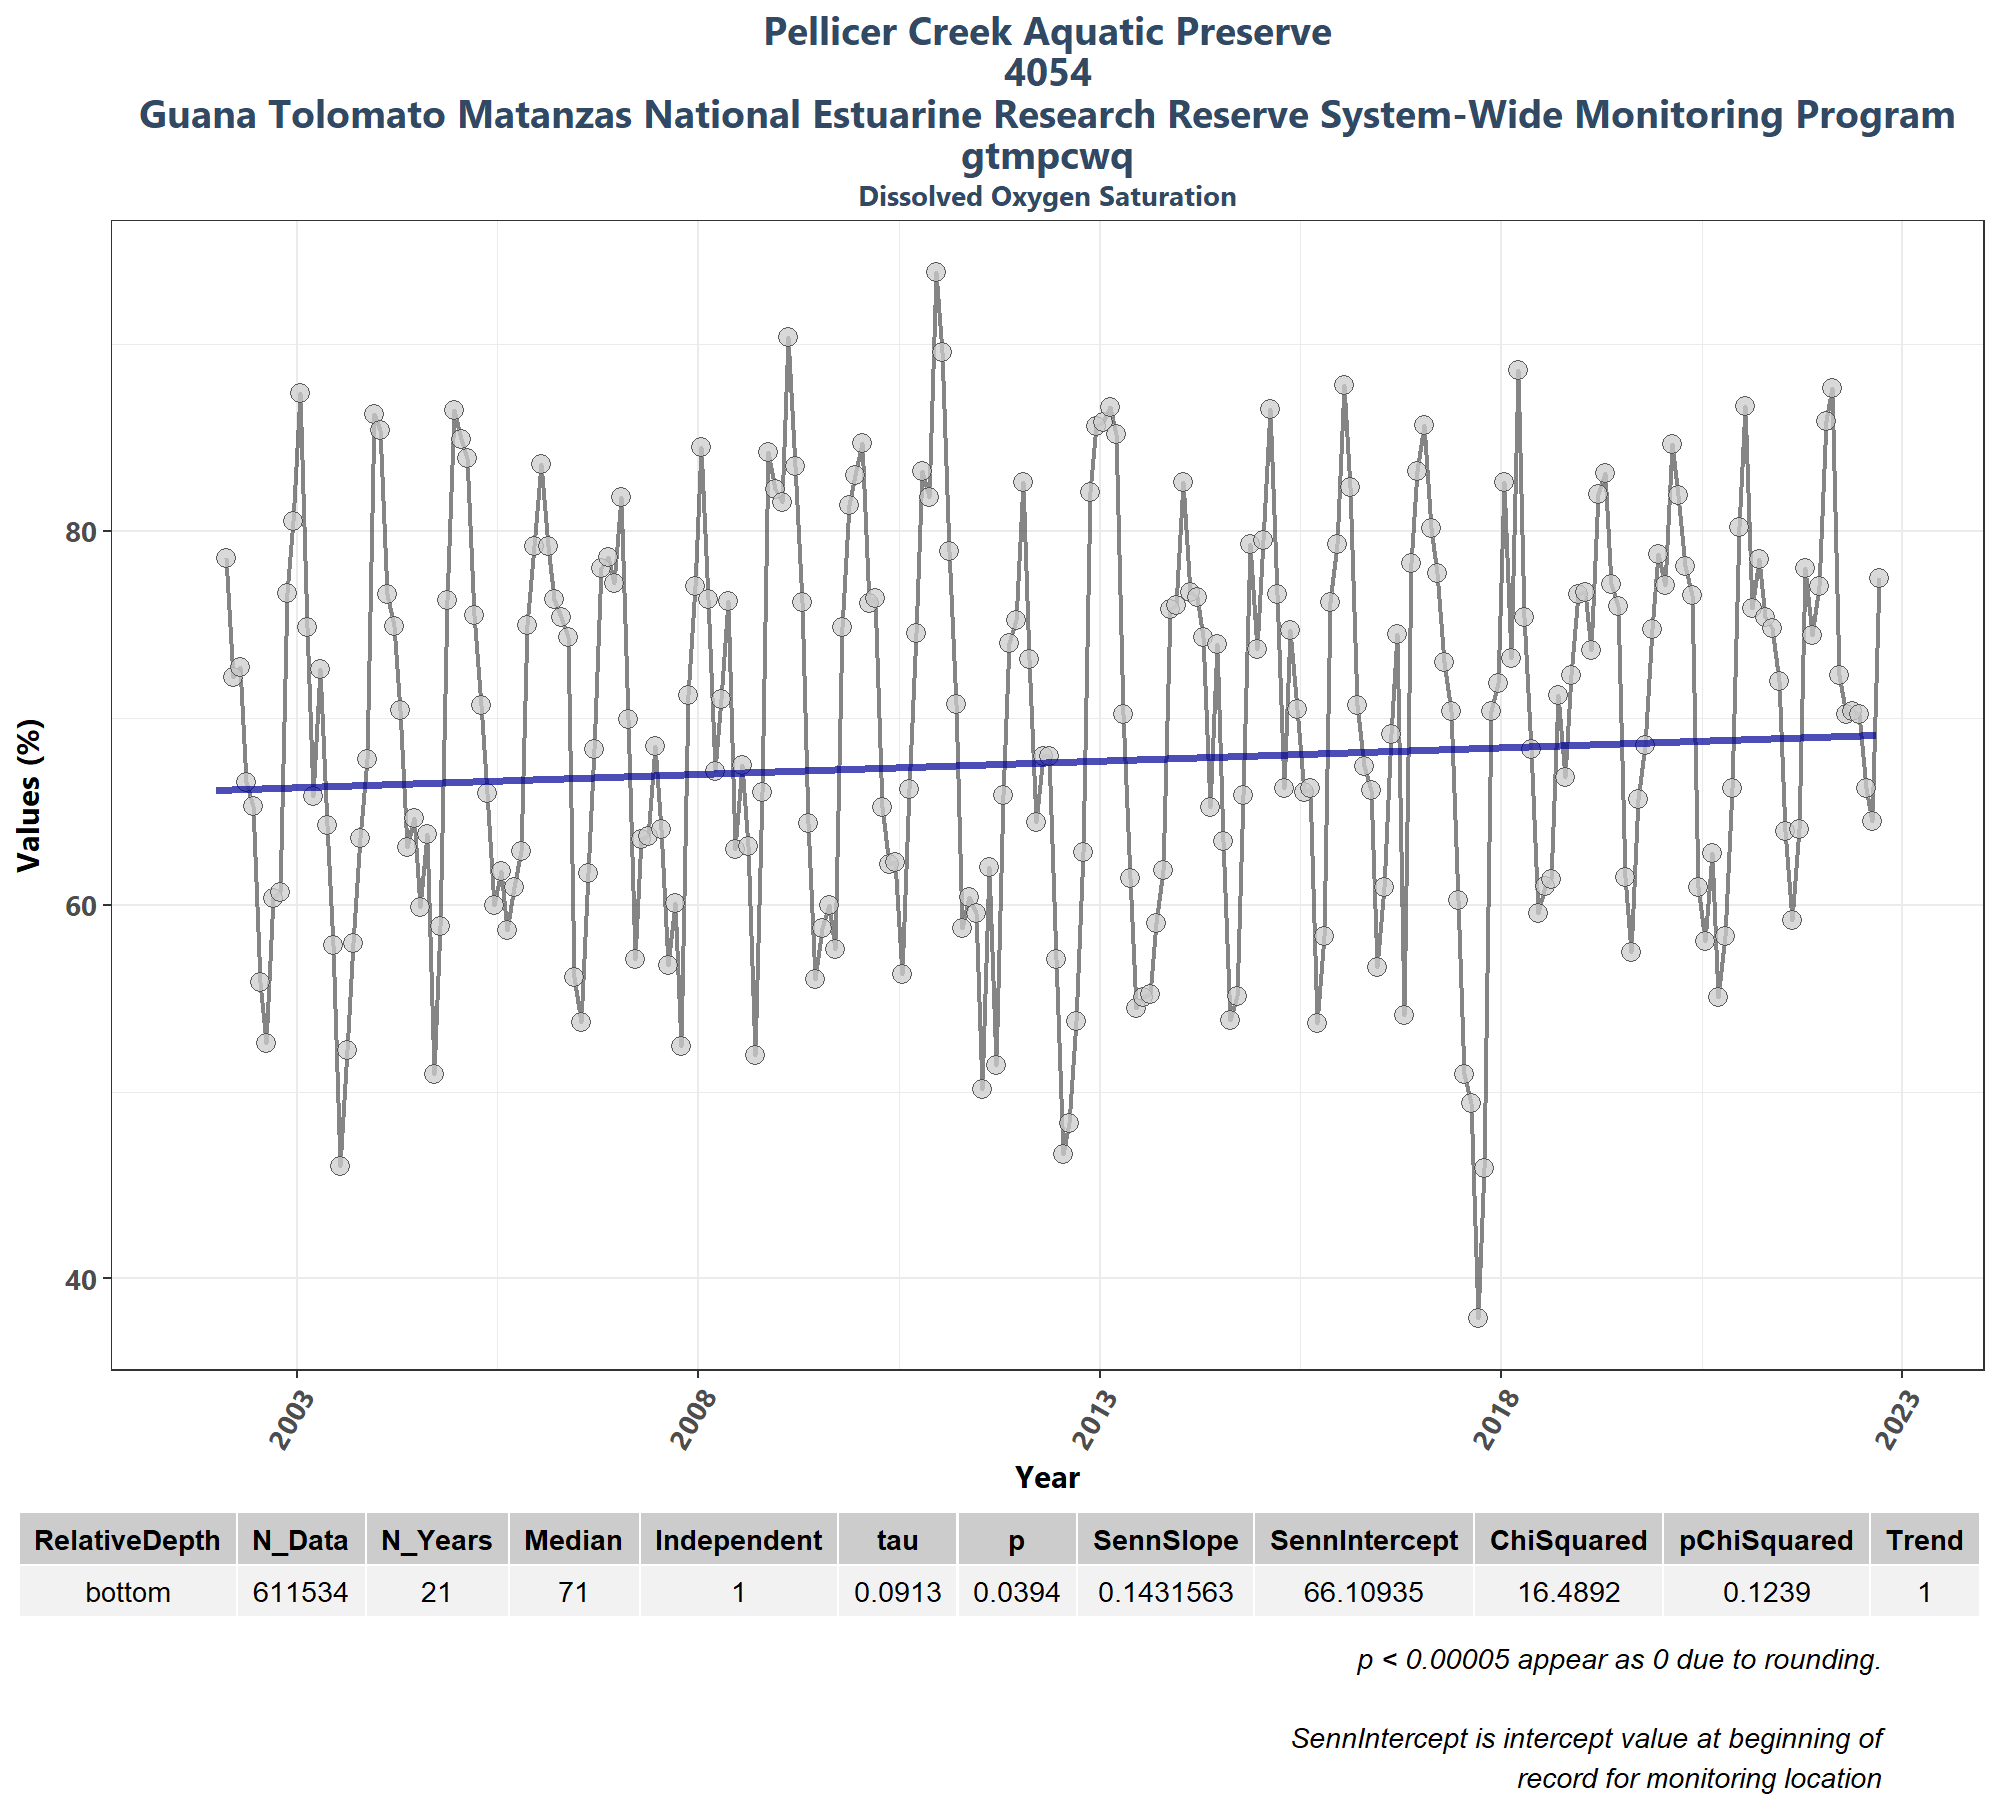 Pellicer Creek Aquatic Preserve
4054
Guana Tolomato Matanzas National Estuarine Research Reserve System-Wide Monitoring Program
gtmpcwq
Dissolved Oxygen Saturation
Values (%)
80
60
40
2003 2008 2013 2018 2023
Year
RelativeDepth N_Data N_Years Median Independent tau p SennSlope SennIntercept ChiSquared pChiSquared Trend
bottom 611534 21 71 1 0.0913 0.0394 0.1431563 66.10935 16.4892 0.1239 1
p < 0.00005 appear as 0 due to rounding.
SennIntercept is intercept value at beginning of
record for monitoring location